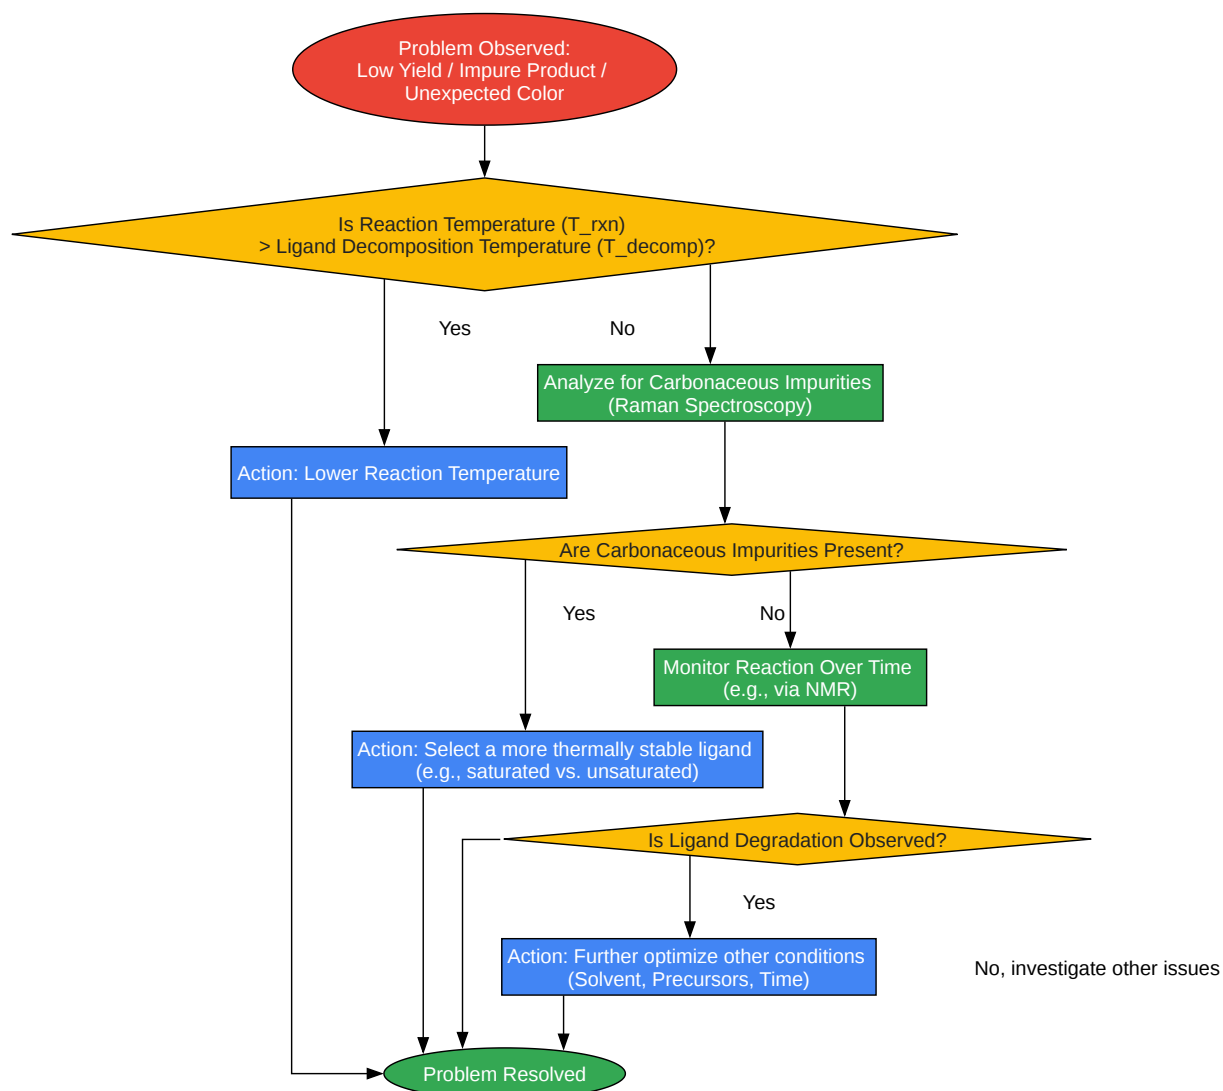 Problem Observed:
Low Yield / Impure Product /
Unexpected Color
Is Reaction Temperature (T_rxn)
> Ligand Decomposition Temperature (T_decomp)?
Yes
No
Analyze for Carbonaceous Impurities
(Raman Spectroscopy)
Action: Lower Reaction Temperature
Are Carbonaceous Impurities Present?
Yes
No
Monitor Reaction Over Time
(e.g., via NMR)
Action: Select a more thermally stable ligand
(e.g., saturated vs. unsaturated)
Is Ligand Degradation Observed?
Yes
Action: Further optimize other conditions
(Solvent, Precursors, Time)
No, investigate other issues
Problem Resolved